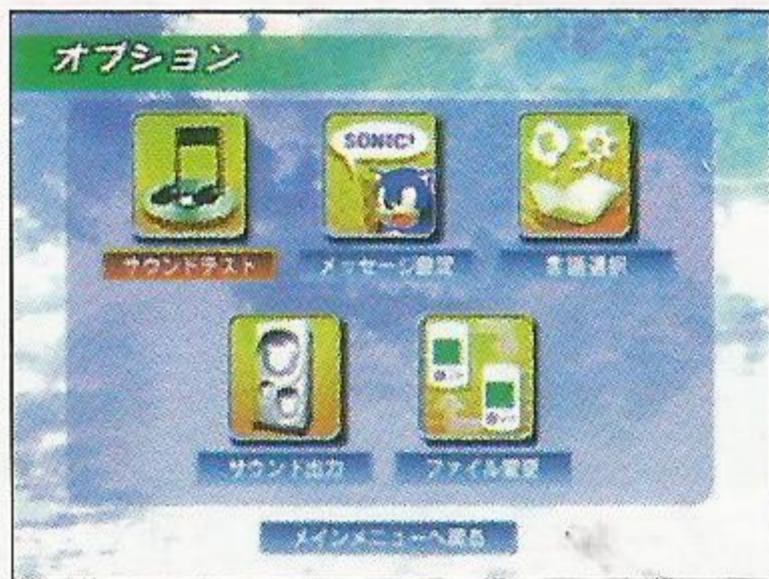 オプション
SONIC!
サウンドテスト
メッセージ設定
言語選択
サウンド出力
ファイル変更
メインメニューへ戻る